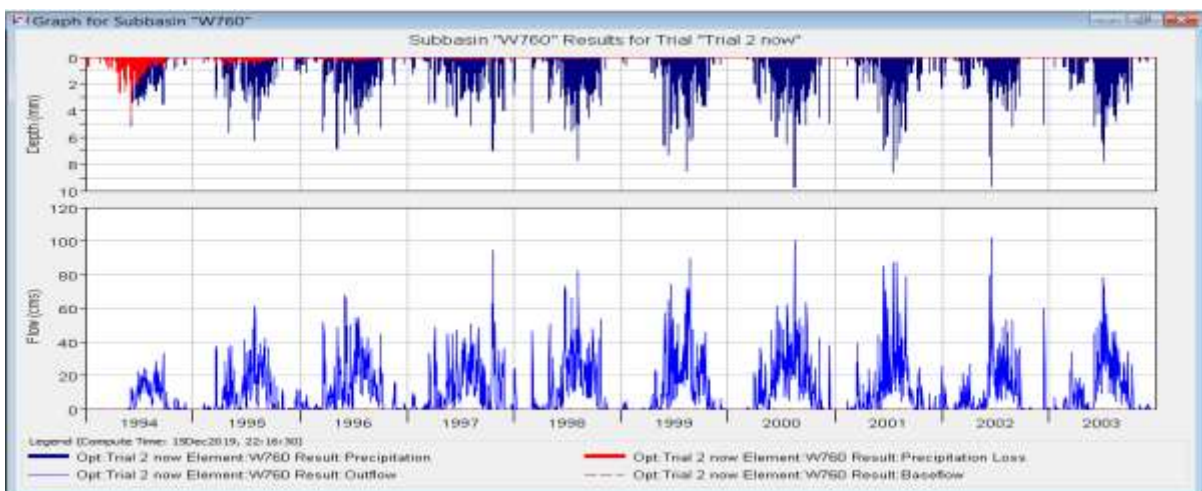 Graph for Subbasin "W760"
Subbasin "W760" Results for Trial "Trial 2 now"
Depth (mm)
0
2
4
6
8
10
Flow (cms)
120
100
80
60
40
20
0
1994 1995 1996 1997 1998 1999 2000 2001 2002 2003
Legend (Compute Time: 15Dec2019, 22:16:30)
Opt:Trial 2 now Element:W760 Result:Precipitation
Opt:Trial 2 now Element:W760 Result:Precipitation Loss
Opt:Trial 2 now Element:W760 Result:Outflow
Opt:Trial 2 now Element:W760 Result:Baseflow